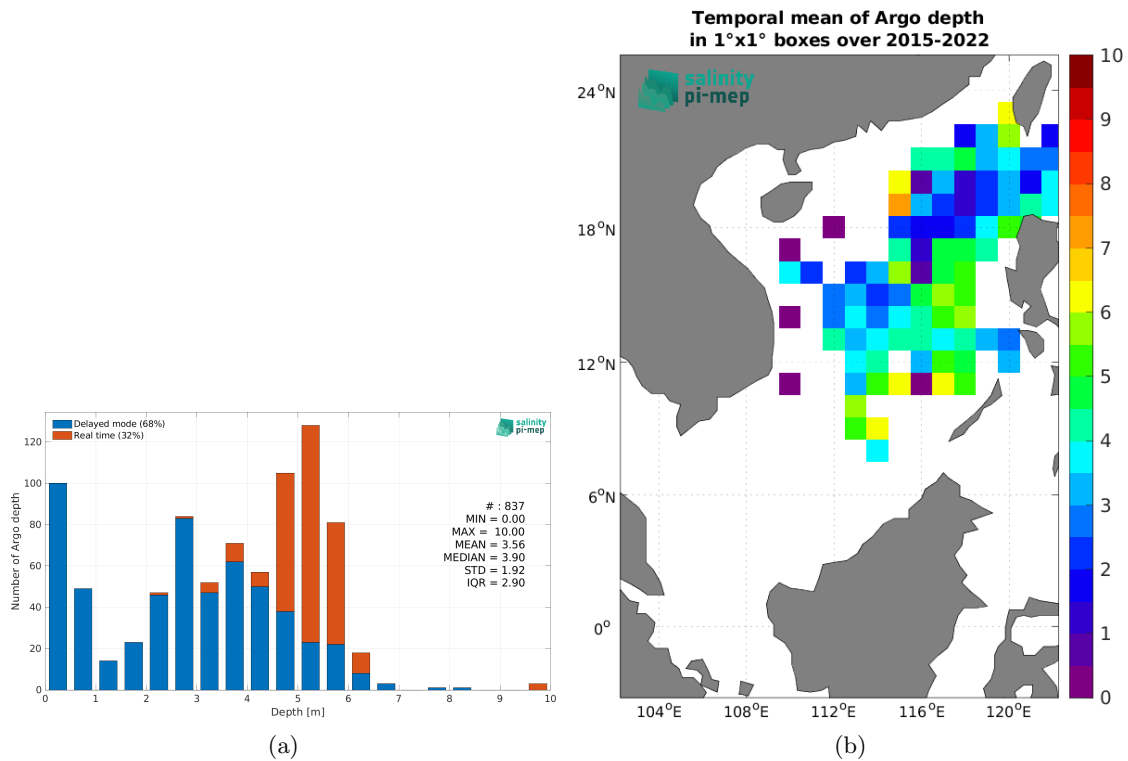 Delayed mode (68%)
Real time (32%)
salinity
pi-mep
120
100
80
60
40
20
0
Number of Argo depth
# : 837
MIN = 0.00
MAX = 10.00
MEAN = 3.56
MEDIAN = 3.90
STD = 1.92
IQR = 2.90
0 1 2 3 4 5 6 7 8 9 10
Depth [m]
(a)
Temporal mean of Argo depth
in 1°x1° boxes over 2015-2022
salinity
pi-mep
24°N
18°N
12°N
6°N
0°
104°E 108°E 112°E 116°E 120°E
10
9
8
7
6
5
4
3
2
1
0
(b)